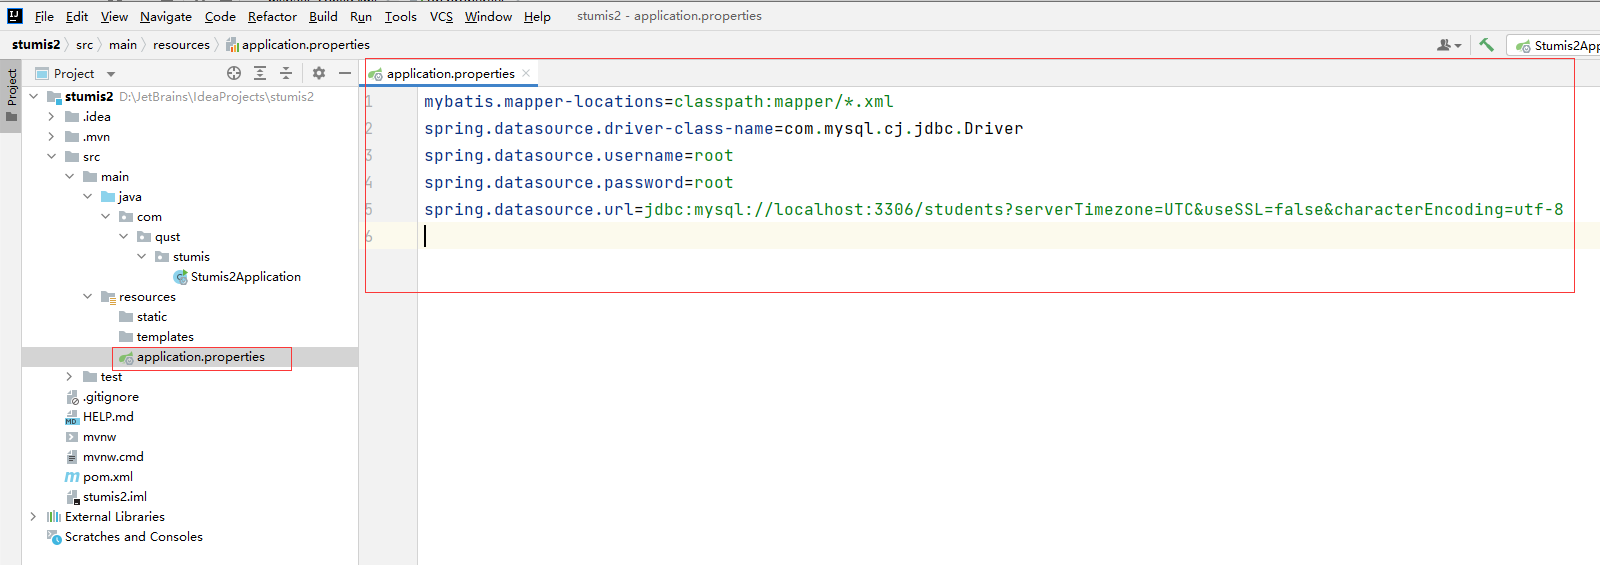 File Edit View Navigate Code Refactor Build Run Tools VCS Window Help stumis2 - application.properties
stumis2 src main resources application.properties
Stumis2App
Project
Project
application.properties
stumis2 D:\JetBrains\IdeaProjects\stumis2
.idea
.mvn
src
main
java
com
qust
stumis
Stumis2Application
resources
static
templates
application.properties
test
.gitignore
HELP.md
mvnw
mvnw.cmd
pom.xml
stumis2.iml
External Libraries
Scratches and Consoles
1 mybatis.mapper-locations=classpath:mapper/*.xml
2 spring.datasource.driver-class-name=com.mysql.cj.jdbc.Driver
3 spring.datasource.username=root
4 spring.datasource.password=root
5 spring.datasource.url=jdbc:mysql://localhost:3306/students?serverTimezone=UTC&useSSL=false&characterEncoding=utf-8
6